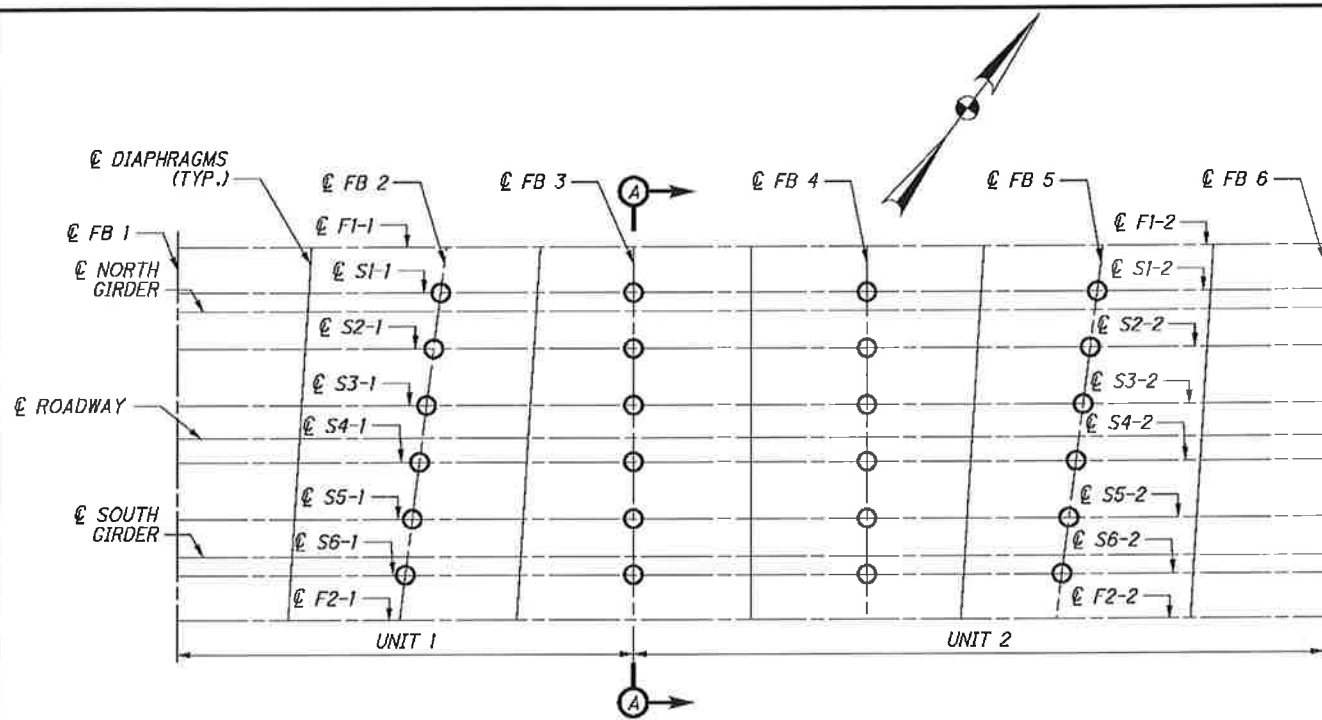 ℄ DIAPHRAGMS
(TYP.)
℄ FB 1
℄ FB 2
℄ FB 3
A
℄ FB 4
℄ FB 5
℄ FB 6
℄ F1-1
℄ F1-2
℄ NORTH
GIRDER
℄ S1-1
℄ S1-2
℄ S2-1
℄ S2-2
℄ S3-1
℄ S3-2
℄ ROADWAY
℄ S4-1
℄ S4-2
℄ SOUTH
GIRDER
℄ S5-1
℄ S5-2
℄ S6-1
℄ S6-2
℄ F2-1
℄ F2-2
UNIT 1
UNIT 2
A